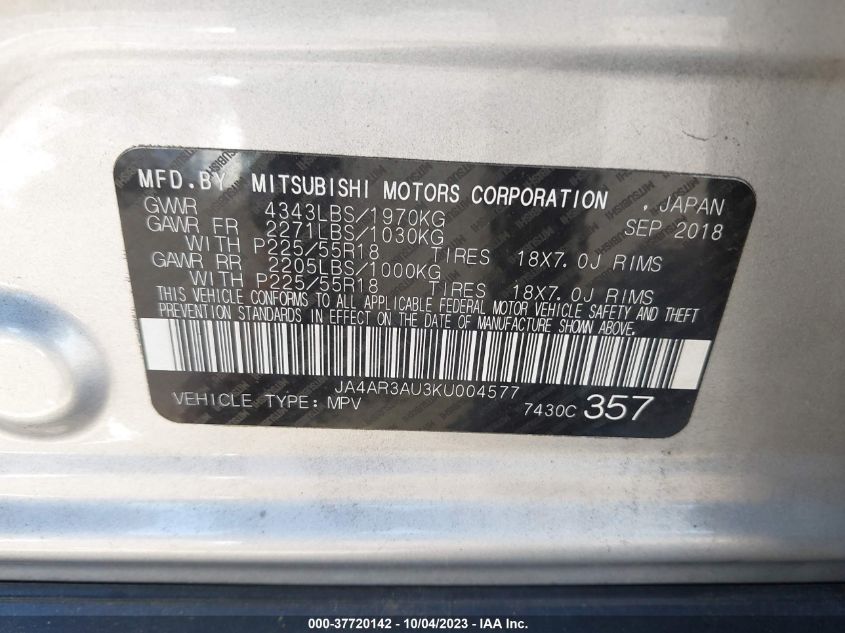 MFD.BY MITSUBISHI MOTORS CORPORATION , JAPAN
GVWR 4343LBS/1970KG SEP 2018
GAWR FR 2271LBS/1030KG
WITH P225/55R18 TIRES 18X7.0J RIMS
GAWR RR 2205LBS/1000KG
WITH P225/55R18 TIRES 18X7.0J RIMS
THIS VEHICLE CONFORMS TO ALL APPLICABLE FEDERAL MOTOR VEHICLE SAFETY AND THEFT
PREVENTION STANDARDS IN EFFECT ON THE DATE OF MANUFACTURE SHOWN ABOVE.
JA4AR3AU3KU004577
VEHICLE TYPE: MPV 7430C 357
000-37720142 - 10/04/2023 - IAA Inc.